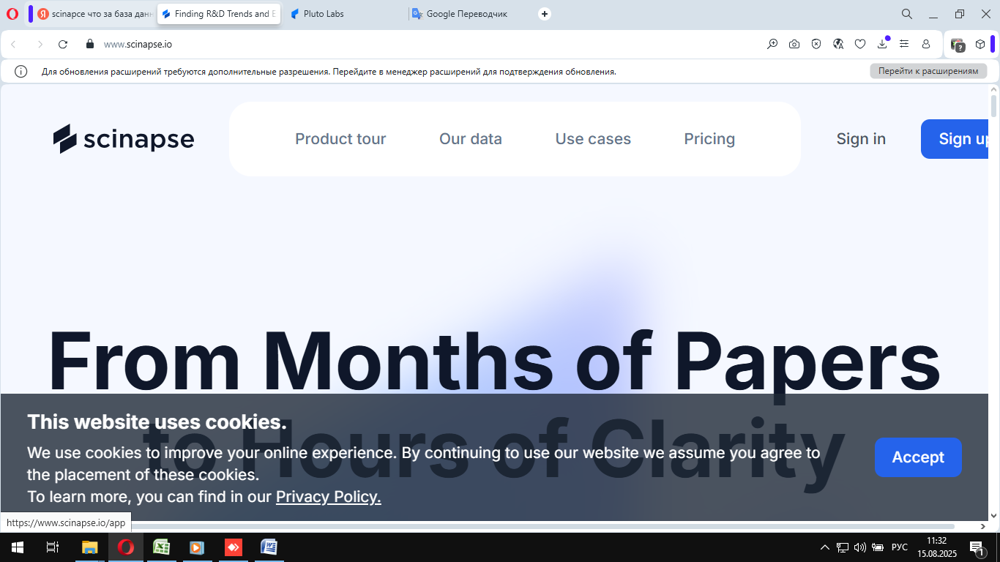 scinapce что за база данн
Finding R&D Trends and E
Pluto Labs
Google Переводчик
www.scinapse.io
Для обновления расширений требуются дополнительные разрешения. Перейдите в менеджер расширений для подтверждения обновления.
Перейти к расширениям
scinapse
Product tour
Our data
Use cases
Pricing
Sign in
Sign up
From Months of Papers
to Hours of Clarity
This website uses cookies.
We use cookies to improve your online experience. By continuing to use our website we assume you agree to
the placement of these cookies.
To learn more, you can find in our Privacy Policy.
Accept
https://www.scinapse.io/app
РУС
11:32
15.08.2025
1